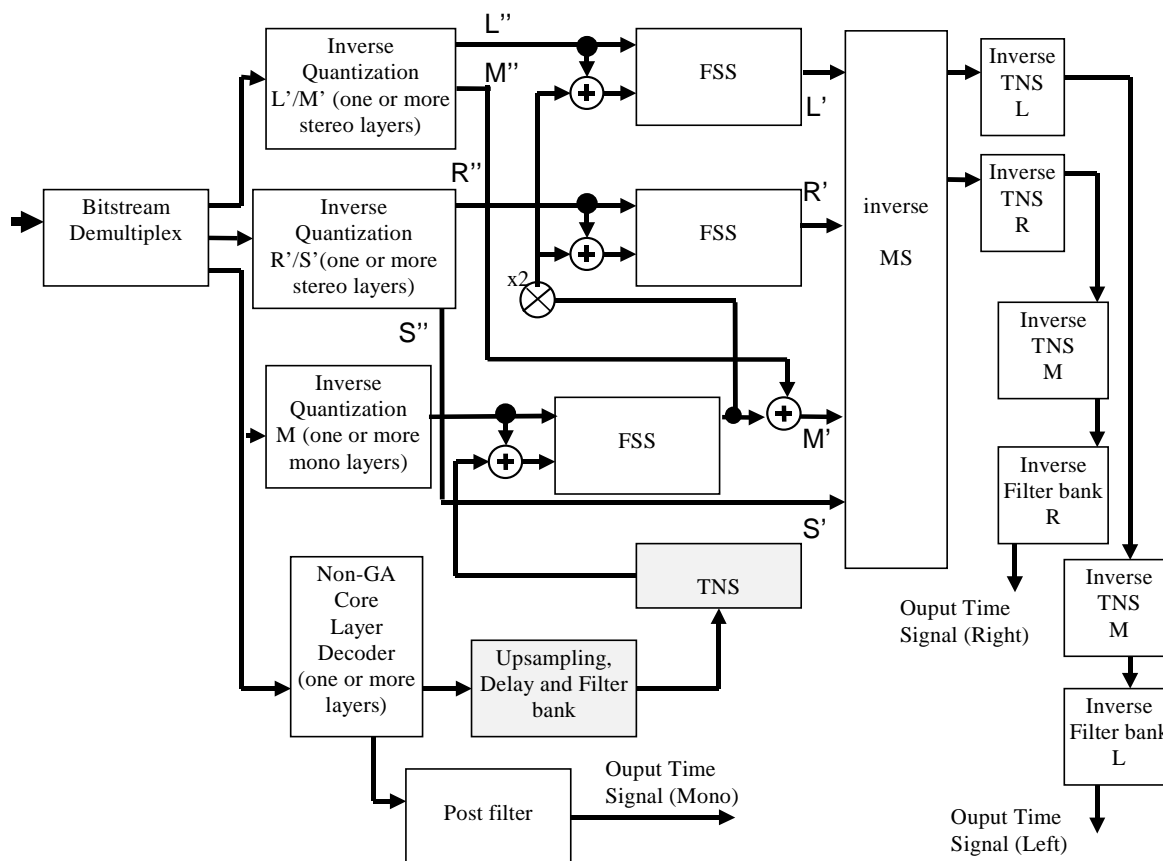 L’’
Inverse
Quantization
L’/M’ (one or more
stereo layers)
M’’
FSS
L’
Inverse
TNS
L
Bitstream
Demultiplex
Inverse
Quantization
R’/S’(one or more
stereo layers)
R’’
FSS
R’
inverse
MS
Inverse
TNS
R
x2
S’’
Inverse
TNS
M
Inverse
Quantization
M (one or more
mono layers)
FSS
M’
Inverse
Filter bank
R
S’
Non-GA
Core
Layer
Decoder
(one or more
layers)
Upsampling,
Delay and Filter
bank
TNS
Ouput Time
Signal (Right)
Inverse
TNS
M
Inverse
Filter bank
L
Post filter
Ouput Time
Signal (Mono)
Ouput Time
Signal (Left)